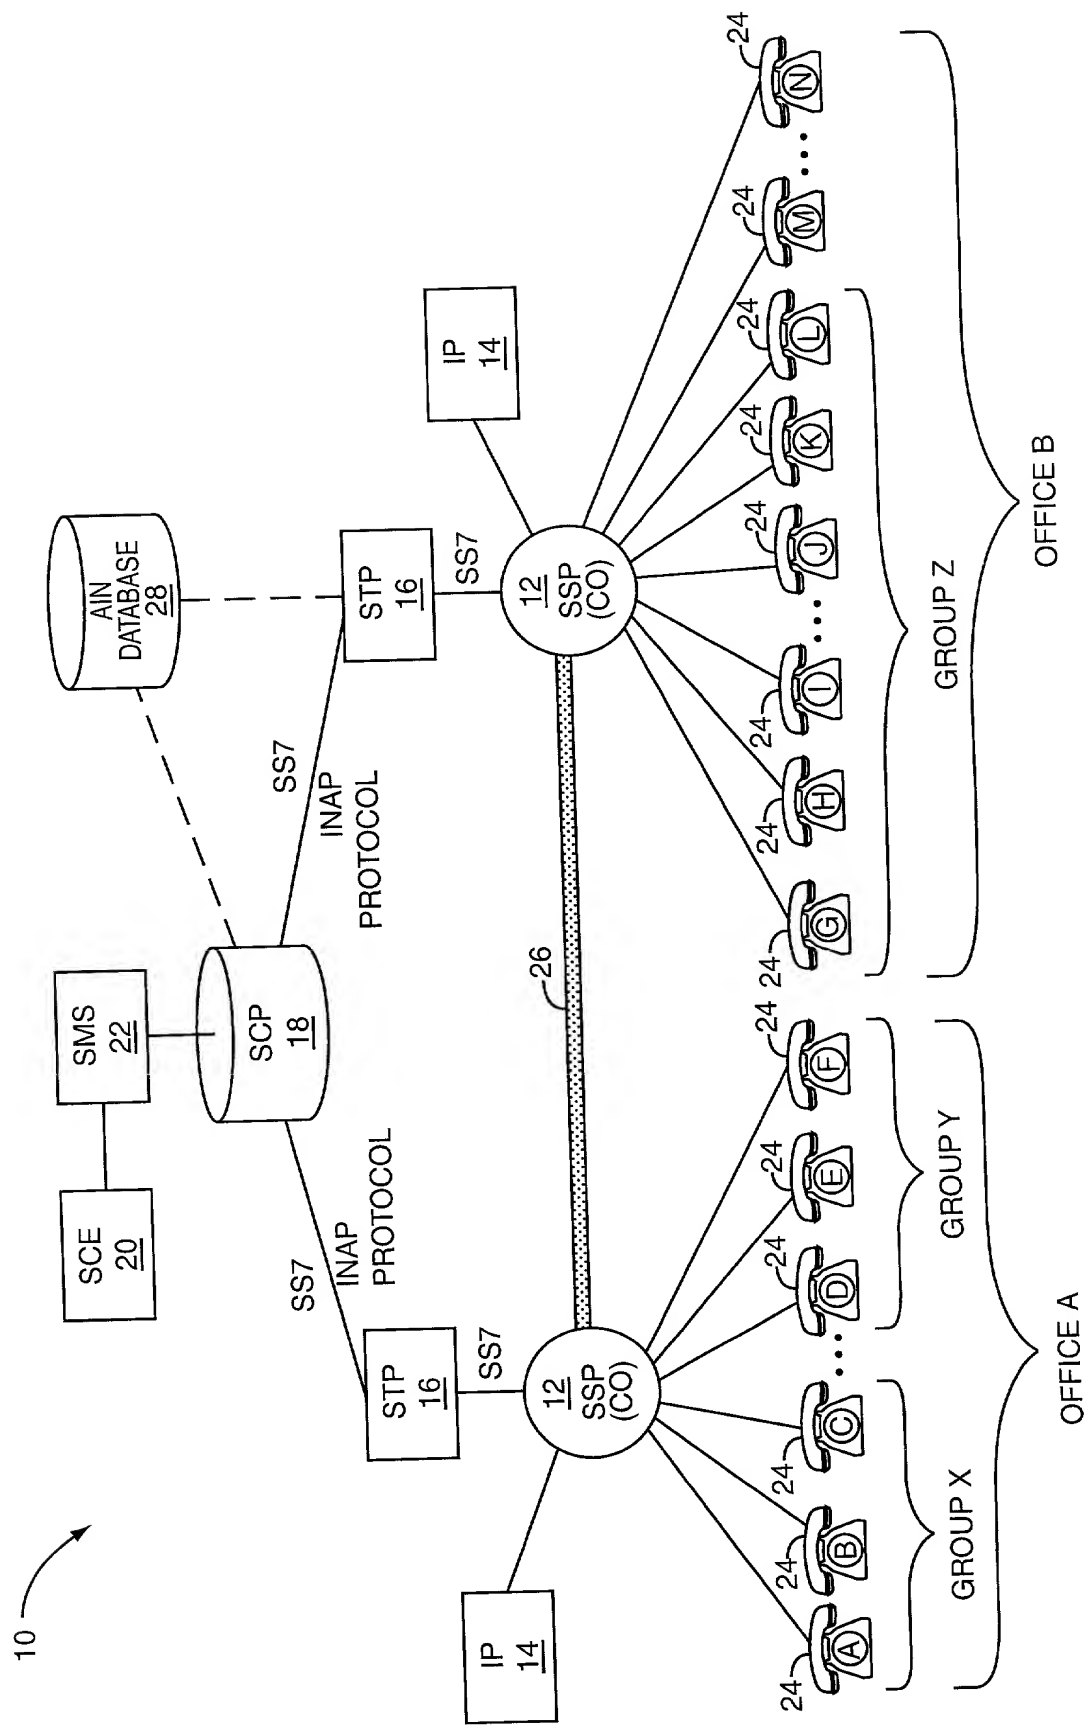 10
SCE
20
SMS
22
SCP
18
AIN
DATABASE
28
SS7
INAP
PROTOCOL
SS7
INAP
PROTOCOL
STP
16
SS7
STP
16
SS7
IP
14
12
SSP
(CO)
26
12
SSP
(CO)
IP
14
24
24
24
24
24
24
24
24
24
24
24
24
24
24
A
B
C
....
D
E
F
G
H
I
....
J
K
L
M
....
N
GROUP X
GROUP Y
GROUP Z
OFFICE A
OFFICE B